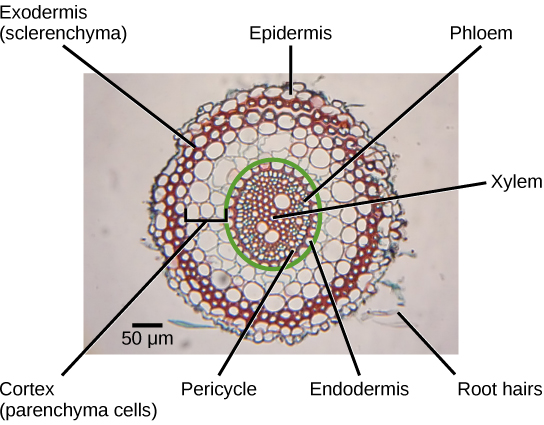 Exodermis
(sclerenchyma)
Epidermis
Phloem
Xylem
50 µm
Cortex
(parenchyma cells)
Pericycle
Endodermis
Root hairs